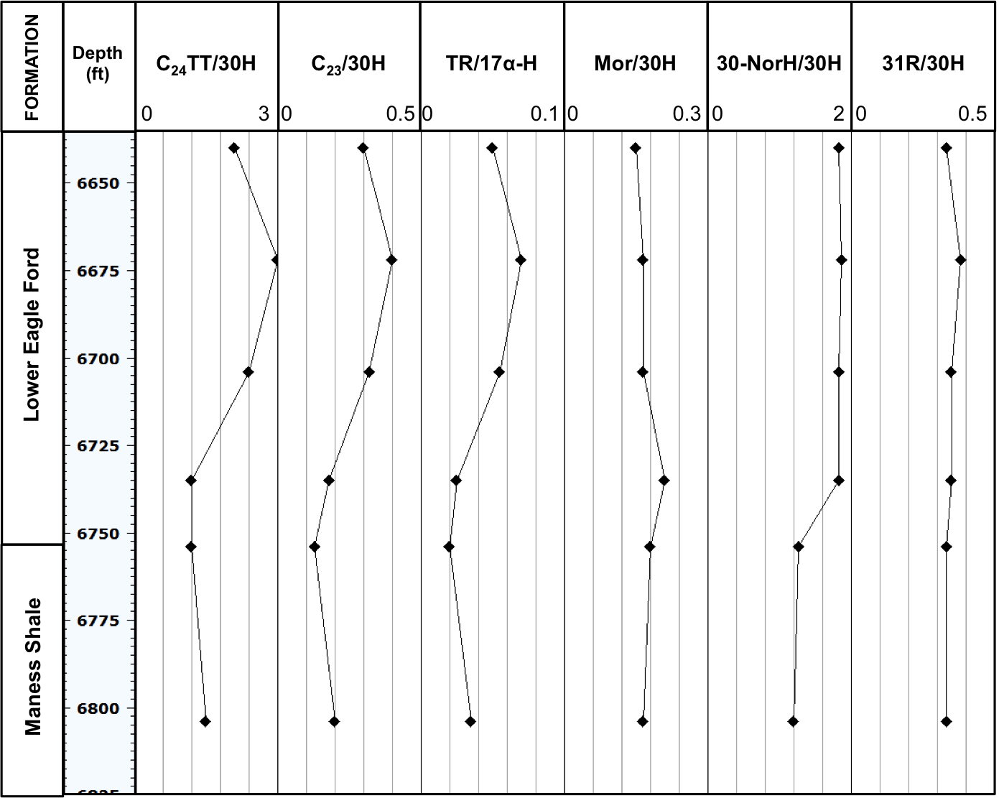 FORMATION
Depth
(ft)
C₂₄TT/30H
C₂₃/30H
TR/17α-H
Mor/30H
30-NorH/30H
31R/30H
0 3
0 0.5
0 0.1
0 0.3
0 2
0 0.5
Lower Eagle Ford
Maness Shale
6650
6675
6700
6725
6750
6775
6800